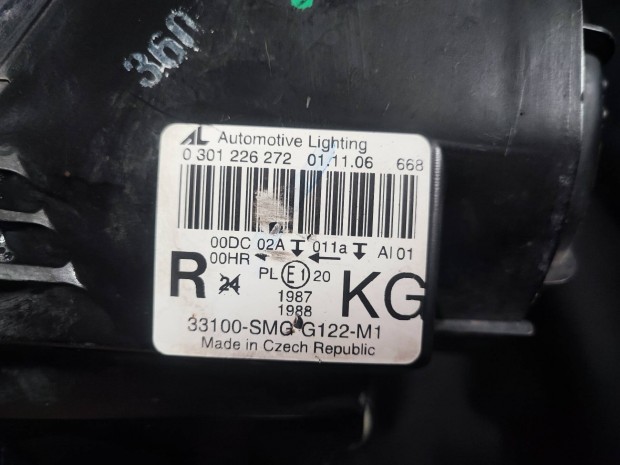 360
AL Automotive Lighting
0 301 226 272 01.11.06 668
00DC 02A 011a AI 01
00HR
R 24 PL E1 20 KG
1987
1988
33100-SMG G122-M1
Made in Czech Republic